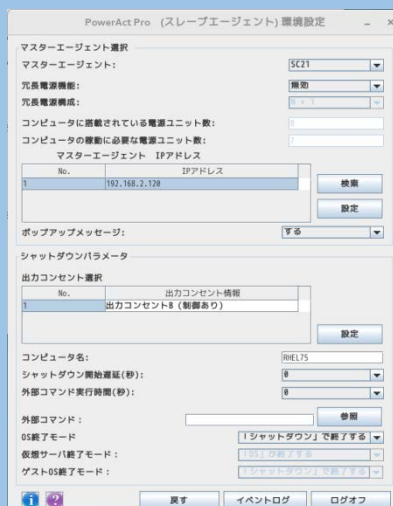 PowerAct Pro (スレーブエージェント) 環境設定
マスターエージェント選択
マスターエージェント: SC21
冗長電源機能: 無効
冗長電源構成: N + 1
コンピュータに搭載されている電源ユニット数:
コンピュータの稼動に必要な電源ユニット数:
マスターエージェント IPアドレス
No. IPアドレス
1 192.168.2.120
検索
設定
ポップアップメッセージ: する
シャットダウンパラメータ
出力コンセント選択
No. 出力コンセント情報
1 出力コンセントB (制御あり)
設定
コンピュータ名: RHEL75
シャットダウン開始遅延(秒): 0
外部コマンド実行時間(秒): 0
外部コマンド: 参照
OS終了モード 「シャットダウン」で終了する
仮想サーバ終了モード: 「OS」が終了する
ゲストOS終了モード: 「シャットダウン」で終了する
戻す イベントログ ログオフ